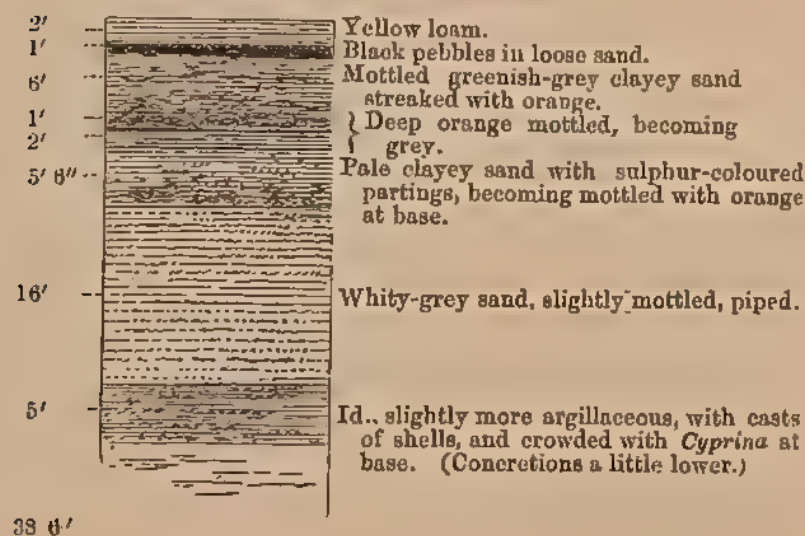 2' Yellow loam.
1' Black pebbles in loose sand.
6' Mottled greenish-grey clayey sand
streaked with orange.
1' } Deep orange mottled, becoming
2' grey.
5' 6" Pale clayey sand with sulphur-coloured
partings, becoming mottled with orange
at base.
16' Whity-grey sand, slightly mottled, piped.
5' Id., slightly more argillaceous, with casts
of shells, and crowded with Cyprina at
base. (Concretions a little lower.)
38 6'